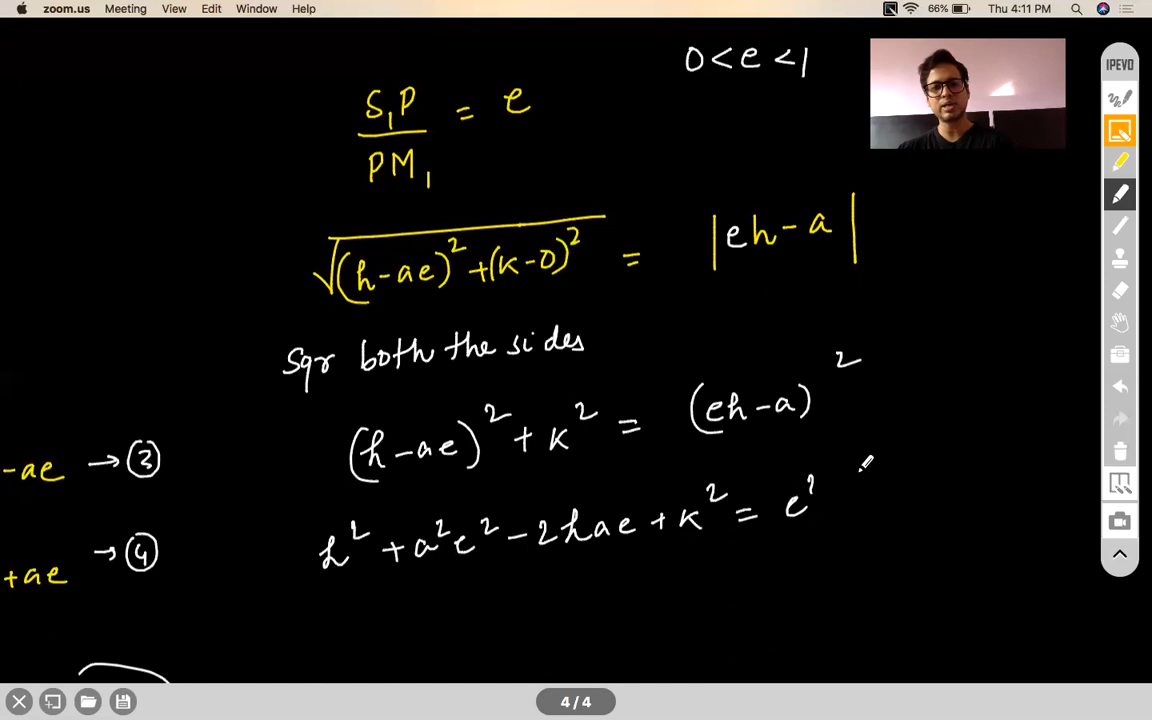 zoom.us Meeting View Edit Window Help 66% Thu 4:11 PM
0 < e < 1
IPEVO
S₁P / PM₁ = e
√((h-ae)² + (k-0)²) = |eh-a|
Sqr both the sides
(h-ae)² + k² = (eh-a)²
-ae → ③
h² + a²e² - 2hae + k² = e²
+ae → ④
4/4